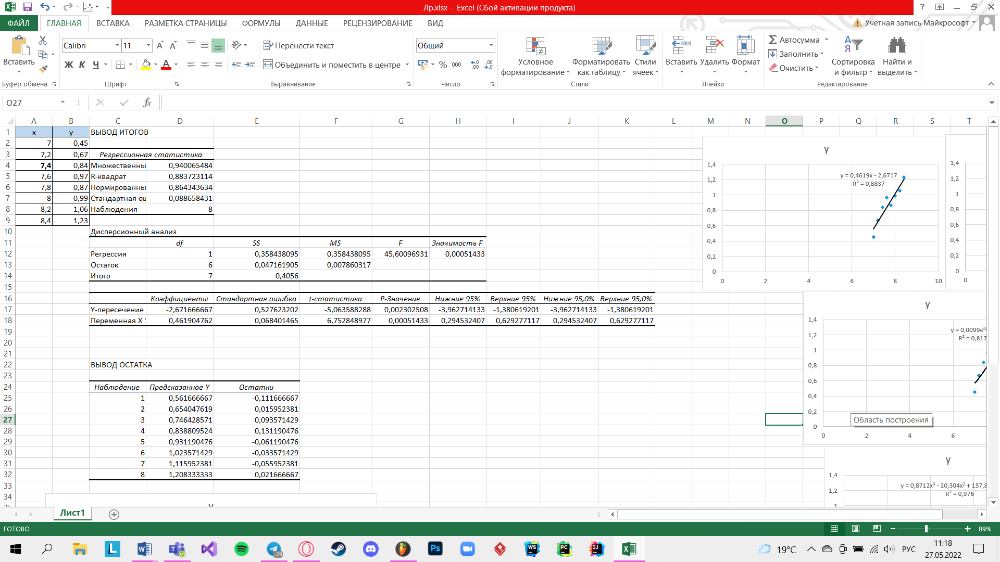 Лр.xlsx - Excel (Сбой активации продукта)
ФАЙЛ ГЛАВНАЯ ВСТАВКА РАЗМЕТКА СТРАНИЦЫ ФОРМУЛЫ ДАННЫЕ РЕЦЕНЗИРОВАНИЕ ВИД Учетная запись Майкрософт
Вставить
Буфер обмена
Calibri 11
Ж К Ч
Шрифт
Перенести текст
Объединить и поместить в центре
Выравнивание
Общий
% 000
Число
Условное форматирование
Форматировать как таблицу
Стили ячеек
Стили
Вставить Удалить Формат
Ячейки
Автосумма
Заполнить
Очистить
Сортировка и фильтр
Найти и выделить
Редактирование
O27 fx
A B C D E F G H I J K L M N O P Q R S T
1 x y ВЫВОД ИТОГОВ
2 7 0,45
3 7,2 0,67 Регрессионная статистика
4 7,4 0,84 Множественны 0,940065484
5 7,6 0,97 R-квадрат 0,883723114
6 7,8 0,87 Нормированны 0,864343634
7 8 0,99 Стандартная ош 0,088658431
8 8,2 1,06 Наблюдения 8
9 8,4 1,23
10 Дисперсионный анализ
11 df SS MS F Значимость F
12 Регрессия 1 0,358438095 0,358438095 45,60096931 0,00051433
13 Остаток 6 0,047161905 0,007860317
14 Итого 7 0,4056
15
16 Коэффициенты Стандартная ошибка t-статистика P-Значение Нижние 95% Верхние 95% Нижние 95,0% Верхние 95,0%
17 Y-пересечение -2,671666667 0,527623202 -5,063588288 0,002302508 -3,962714133 -1,380619201 -3,962714133 -1,380619201
18 Переменная X 1 0,461904762 0,068401465 6,752848977 0,00051433 0,294532407 0,629277117 0,294532407 0,629277117
19
20
21
22 ВЫВОД ОСТАТКА
23
24 Наблюдение Предсказанное Y Остатки
25 1 0,561666667 -0,111666667
26 2 0,654047619 0,015952381
27 3 0,746428571 0,093571429
28 4 0,838809524 0,131190476
29 5 0,931190476 -0,061190476
30 6 1,023571429 -0,033571429
31 7 1,115952381 -0,055952381
32 8 1,208333333 0,021666667
33
34
y
y
1,4
1,2
1
0,8
0,6
0,4
0,2
0
0 2 4 6 8 10
y = 0,4619x - 2,6717
R² = 0,8837
1,4
1,2
1
0,8
0,6
0,4
0,2
0
0
y
1,4
1,2
1
0,8
0,6
0,4
0,2
0
0 2 4 6
y = 0,0099e
R² = 0,817
Область построения
y
1,4
1,2
1
y = 0,8712x³ - 20,304x² + 157,8
R² = 0,976
Лист1
ГОТОВО 89%
L 29 Ps WS PC IJ
19°C РУС 11:18
27.05.2022